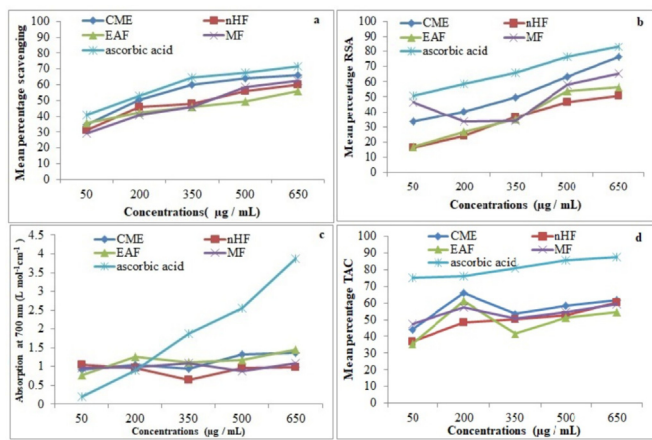 CME nHF a
EAF MF
ascorbic acid
Mean percentage scavenging
100
90
80
70
60
50
40
30
20
10
0
50 200 350 500 650
Concentrations( µg / mL)
CME nHF b
EAF MF
ascorbic acid
Mean percentage RSA
100
90
80
70
60
50
40
30
20
10
0
50 200 350 500 650
Concentrations (µg / mL)
CME nHF c
EAF MF
ascorbic acid
Absorption at 700 nm (L mol⁻¹cm⁻¹)
4.5
4
3.5
3
2.5
2
1.5
1
0.5
0
50 200 350 500 650
Concentrations (µg / mL)
CME nHF d
EAF MF
ascorbic acid
Mean percentage TAC
100
90
80
70
60
50
40
30
20
10
0
50 200 350 500 650
Concentrations (µg / mL)